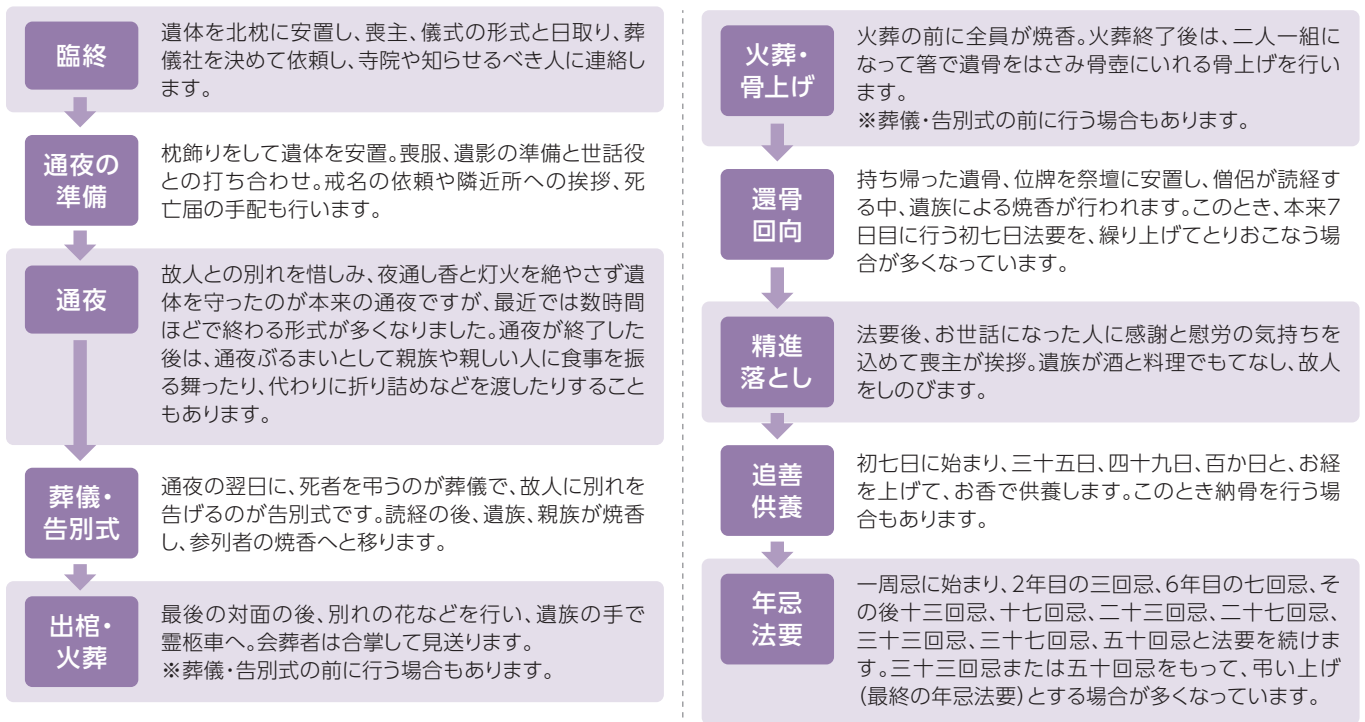 臨終
遺体を北枕に安置し、喪主、儀式の形式と日取り、葬
儀社を決めて依頼し、寺院や知らせるべき人に連絡し
ます。
通夜の
準備
枕飾りをして遺体を安置。喪服、遺影の準備と世話役
との打ち合わせ。戒名の依頼や隣近所への挨拶、死
亡届の手配も行います。
通夜
故人との別れを惜しみ、夜通し香と灯火を絶やさず遺
体を守ったのが本来の通夜ですが、最近では数時間
ほどで終わる形式が多くなりました。通夜が終了した
後は、通夜ぶるまいとして親族や親しい人に食事を振
る舞ったり、代わりに折り詰めなどを渡したりすること
もあります。
葬儀・
告別式
通夜の翌日に、死者を弔うのが葬儀で、故人に別れを
告げるのが告別式です。読経の後、遺族、親族が焼香
し、参列者の焼香へと移ります。
出棺・
火葬
最後の対面の後、別れの花などを行い、遺族の手で
霊柩車へ。会葬者は合掌して見送ります。
※葬儀・告別式の前に行う場合もあります。
火葬・
骨上げ
火葬の前に全員が焼香。火葬終了後は、二人一組に
なって箸で遺骨をはさみ骨壺にいれる骨上げを行い
ます。
※葬儀・告別式の前に行う場合もあります。
還骨
回向
持ち帰った遺骨、位牌を祭壇に安置し、僧侶が読経す
る中、遺族による焼香が行われます。このとき、本来7
日目に行う初七日法要を、繰り上げてとりおこなう場
合が多くなっています。
精進
落とし
法要後、お世話になった人に感謝と慰労の気持ちを
込めて喪主が挨拶。遺族が酒と料理でもてなし、故人
をしのびます。
追善
供養
初七日に始まり、三十五日、四十九日、百か日と、お経
を上げて、お香で供養します。このとき納骨を行う場
合もあります。
年忌
法要
一周忌に始まり、2年目の三回忌、6年目の七回忌、そ
の後十三回忌、十七回忌、二十三回忌、二十七回忌、
三十三回忌、三十七回忌、五十回忌と法要を続けま
す。三十三回忌または五十回忌をもって、弔い上げ
(最終の年忌法要)とする場合が多くなっています。